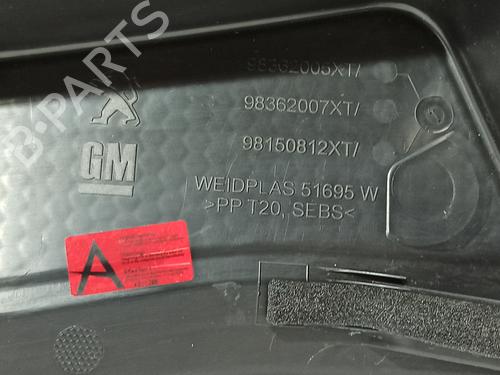 98362005XT/
98362007XT/
98150812XT/
GM
WEIDPLAS 51695 W
>PP T20, SEBS<
A
B-PARTS